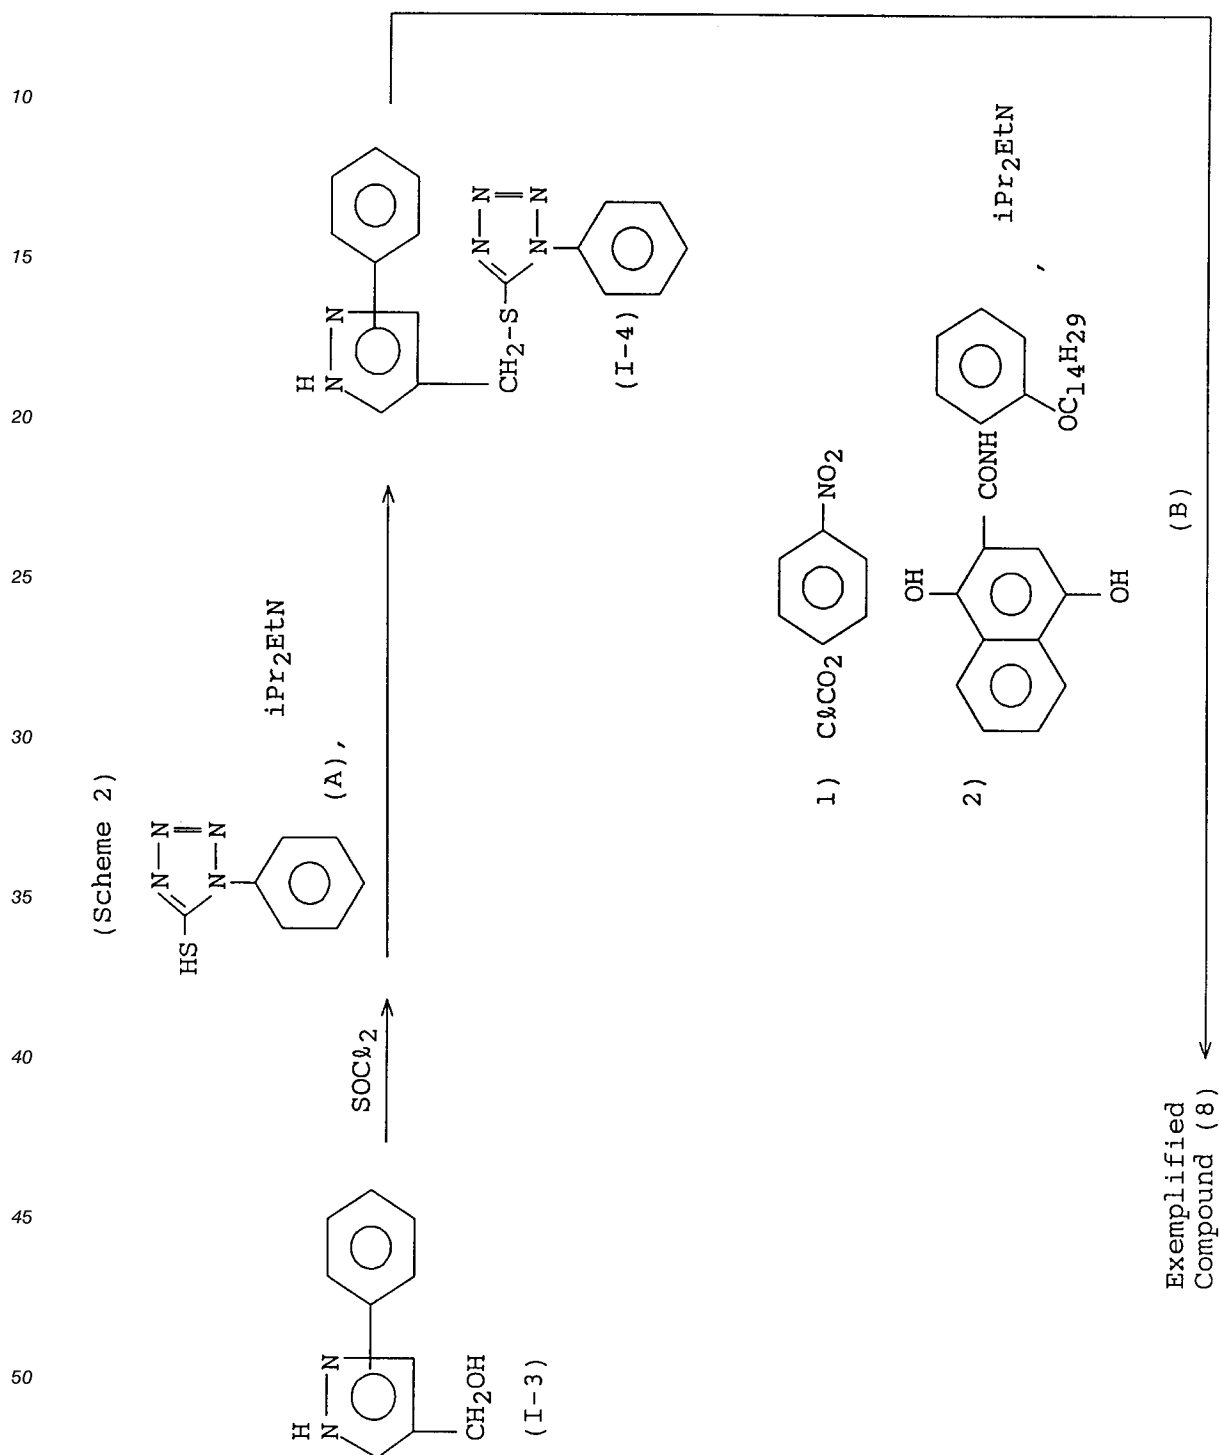 10
15
20
25
30
35
40
45
50
(Scheme 2)
H
N
N
CH2OH
(I-3)
SOCl2
HS
N
N
N
N
(A),
iPr2EtN
H
N
N
CH2-S
N
N
N
N
(I-4)
1) ClCO2
NO2
2)
OH
CONH
OC14H29
OH
,
iPr2EtN
(B)
Exemplified
Compound (8)